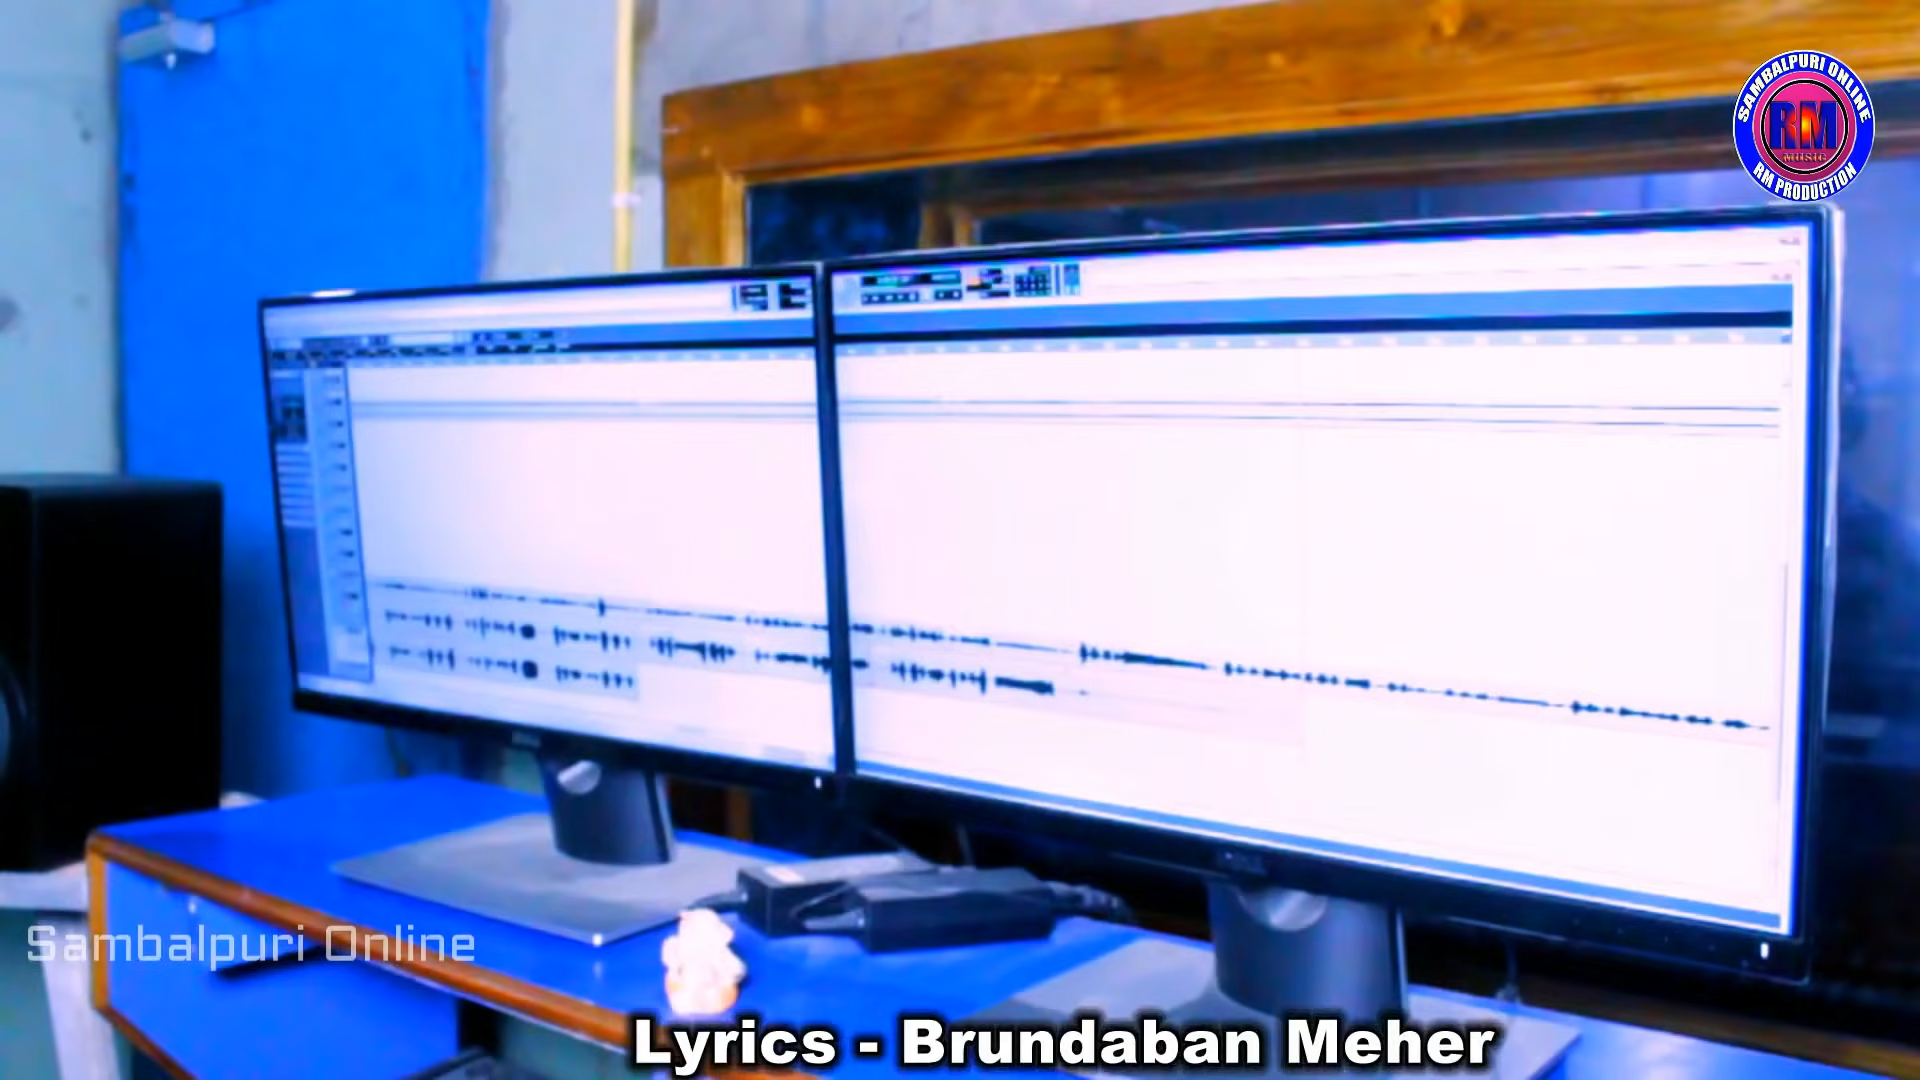 SAMBALPURI ONLINE
RM
MUSIC
RM PRODUCTION
Sambalpuri Online
Lyrics - Brundaban Meher